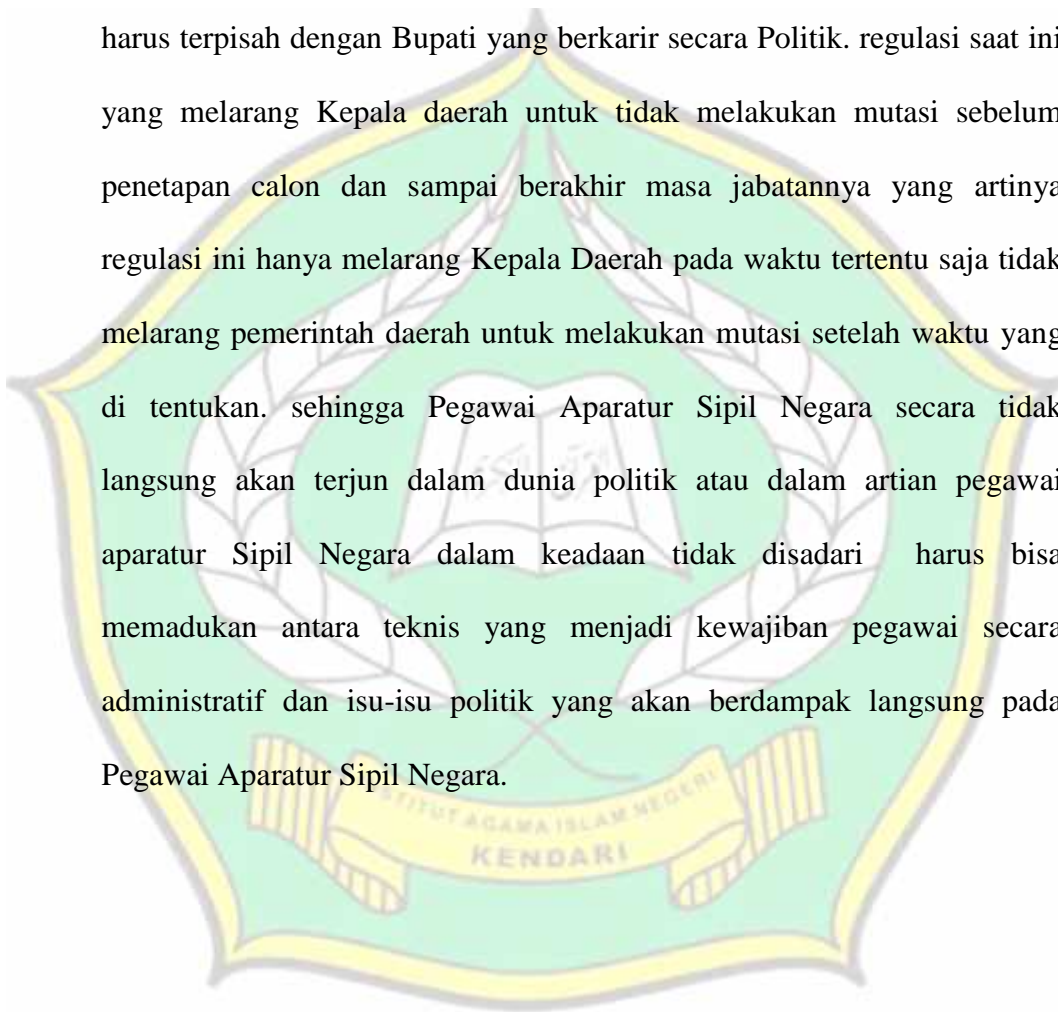 harus terpisah dengan Bupati yang berkarir secara Politik. regulasi saat ini
yang melarang Kepala daerah untuk tidak melakukan mutasi sebelum
penetapan calon dan sampai berakhir masa jabatannya yang artinya
regulasi ini hanya melarang Kepala Daerah pada waktu tertentu saja tidak
melarang pemerintah daerah untuk melakukan mutasi setelah waktu yang
di tentukan. sehingga Pegawai Aparatur Sipil Negara secara tidak
langsung akan terjun dalam dunia politik atau dalam artian pegawai
aparatur Sipil Negara dalam keadaan tidak disadari harus bisa
memadukan antara teknis yang menjadi kewajiban pegawai secara
administratif dan isu-isu politik yang akan berdampak langsung pada
Pegawai Aparatur Sipil Negara.
INSTITUT AGAMA ISLAM NEGERI
KENDARI